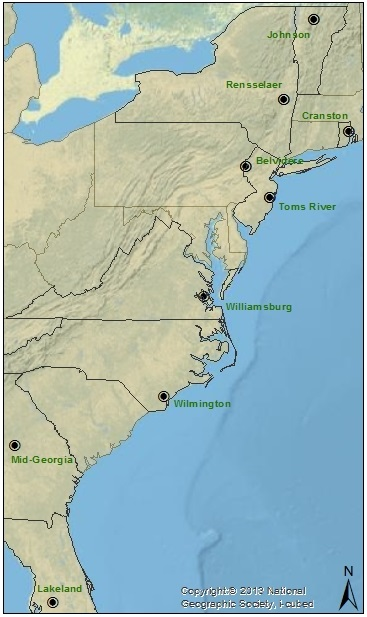 Johnson
Rensselaer
Cranston
Belvidere
Toms River
Williamsburg
Wilmington
Mid-Georgia
Lakeland
N
Copyright:© 2013 National
Geographic Society, i-cubed